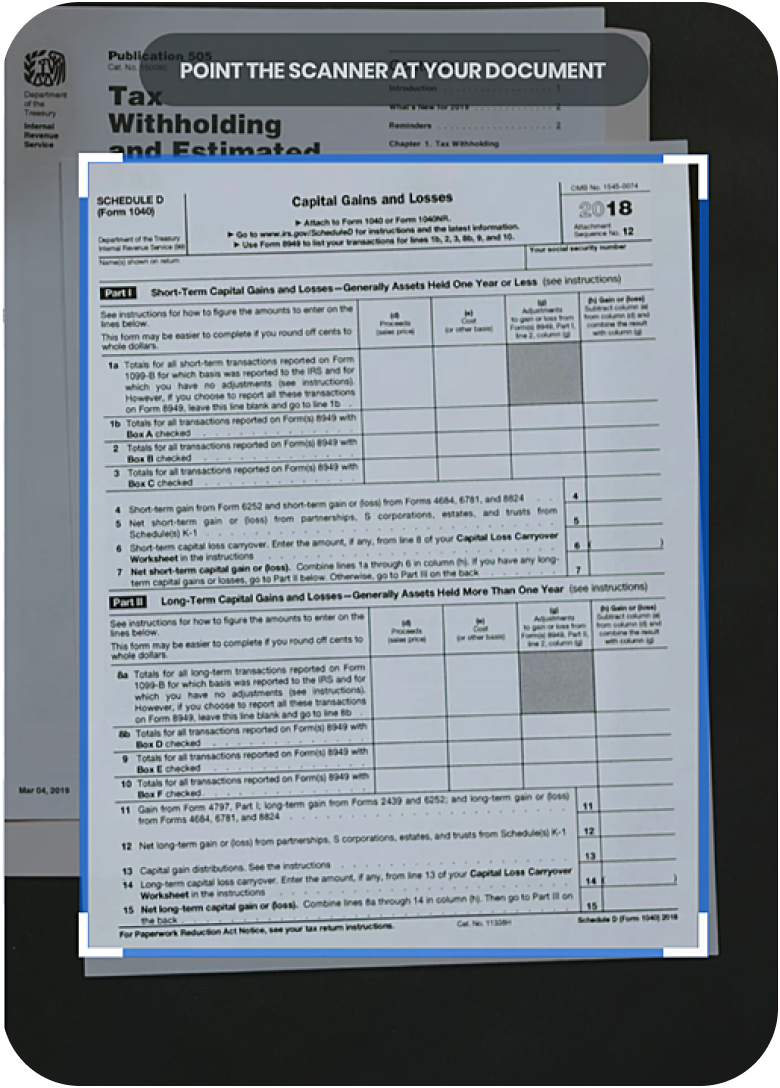 Publication 505
Cat. No.
POINT THE SCANNER AT YOUR DOCUMENT
Department
of the
Treasury
Internal
Revenue
Service
Tax
Withholding
and Estimated
Introduction 1
What's New for 2019 2
Reminders 2
Chapter 1. Tax Withholding
SCHEDULE D
(Form 1040)
Department of the Treasury
Internal Revenue Service (99)
Capital Gains and Losses
► Attach to Form 1040 or Form 1040NR.
► Go to www.irs.gov/ScheduleD for instructions and the latest information.
► Use Form 8949 to list your transactions for lines 1b, 2, 3, 8b, 9, and 10.
OMB No. 1545-0074
2018
Attachment
Sequence No. 12
Name(s) shown on return
Your social security number
Part I Short-Term Capital Gains and Losses—Generally Assets Held One Year or Less (see instructions)
See instructions for how to figure the amounts to enter on the
lines below.
This form may be easier to complete if you round off cents to
whole dollars.
(d)
Proceeds
(sales price)
(e)
Cost
(or other basis)
(g)
Adjustments
to gain or loss from
Form(s) 8949, Part I,
line 2, column (g)
(h) Gain or (loss)
Subtract column (e)
from column (d) and
combine the result
with column (g)
1a Totals for all short-term transactions reported on Form
1099-B for which basis was reported to the IRS and for
which you have no adjustments (see instructions).
However, if you choose to report all these transactions
on Form 8949, leave this line blank and go to line 1b .
1b Totals for all transactions reported on Form(s) 8949 with
Box A checked
2 Totals for all transactions reported on Form(s) 8949 with
Box B checked
3 Totals for all transactions reported on Form(s) 8949 with
Box C checked
4 Short-term gain from Form 6252 and short-term gain or (loss) from Forms 4684, 6781, and 8824 . . 4
5 Net short-term gain or (loss) from partnerships, S corporations, estates, and trusts from
Schedule(s) K-1 5
6 Short-term capital loss carryover. Enter the amount, if any, from line 8 of your Capital Loss Carryover
Worksheet in the instructions 6 ( )
7 Net short-term capital gain or (loss). Combine lines 1a through 6 in column (h). If you have any long-
term capital gains or losses, go to Part II below. Otherwise, go to Part III on the back 7
Part II Long-Term Capital Gains and Losses—Generally Assets Held More Than One Year (see instructions)
See instructions for how to figure the amounts to enter on the
lines below.
This form may be easier to complete if you round off cents to
whole dollars.
(d)
Proceeds
(sales price)
(e)
Cost
(or other basis)
(g)
Adjustments
to gain or loss from
Form(s) 8949, Part II,
line 2, column (g)
(h) Gain or (loss)
Subtract column (e)
from column (d) and
combine the result
with column (g)
8a Totals for all long-term transactions reported on Form
1099-B for which basis was reported to the IRS and for
which you have no adjustments (see instructions).
However, if you choose to report all these transactions
on Form 8949, leave this line blank and go to line 8b .
8b Totals for all transactions reported on Form(s) 8949 with
Box D checked
9 Totals for all transactions reported on Form(s) 8949 with
Box E checked
10 Totals for all transactions reported on Form(s) 8949 with
Box F checked
11 Gain from Form 4797, Part I; long-term gain from Forms 2439 and 6252; and long-term gain or (loss)
from Forms 4684, 6781, and 8824 11
12 Net long-term gain or (loss) from partnerships, S corporations, estates, and trusts from Schedule(s) K-1 12
13 Capital gain distributions. See the instructions 13
14 Long-term capital loss carryover. Enter the amount, if any, from line 13 of your Capital Loss Carryover
Worksheet in the instructions 14 ( )
15 Net long-term capital gain or (loss). Combine lines 8a through 14 in column (h). Then go to Part III on
the back 15
For Paperwork Reduction Act Notice, see your tax return instructions. Cat. No. 11338H Schedule D (Form 1040) 2018
Mar 04, 2019